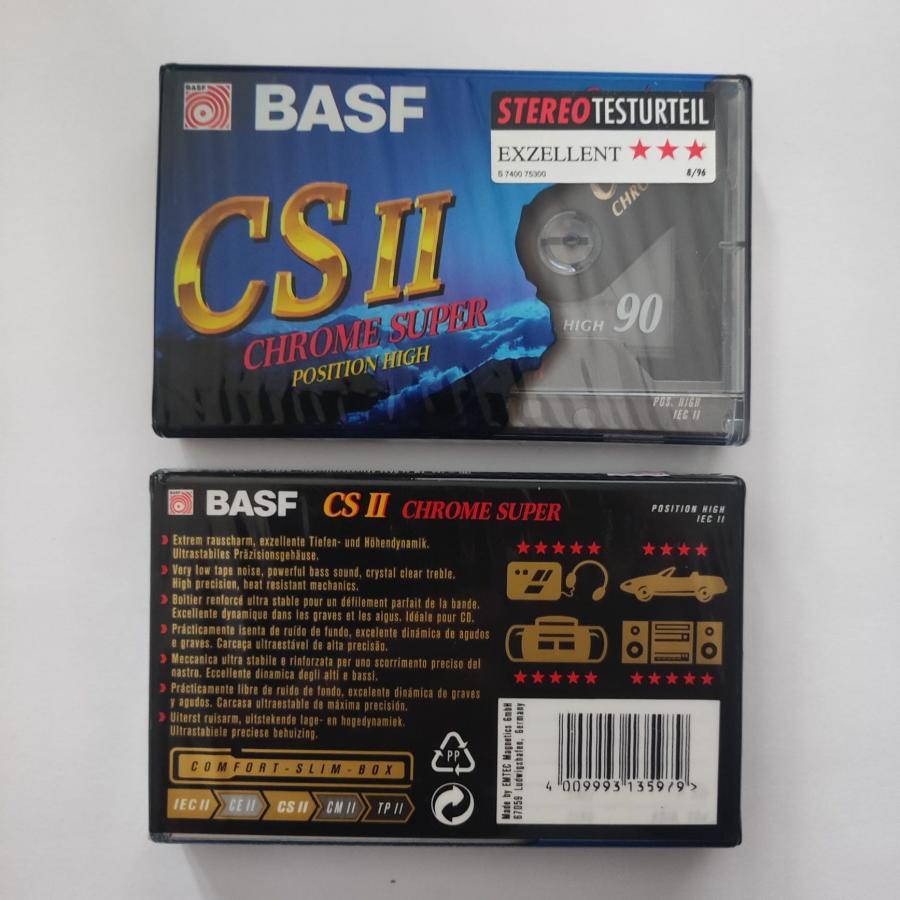 BASF
BASF
STEREO TESTURTEIL
EXZELLENT ★★★
S 7400 75300 8/96
CS II
CHROME SUPER
POSITION HIGH
HIGH 90
POS. HIGH
IEC II
BASF CS II CHROME SUPER
POSITION HIGH
IEC II
Extrem rauscharm, exzellente Tiefen- und Höhendynamik.
Ultrastabiles Präzisionsgehäuse.
Very low tape noise, powerful bass sound, crystal clear treble.
High precision, heat resistant mechanics.
Boîtier renforcé ultra stable pour un défilement parfait de la bande.
Excellente dynamique dans les graves et les aigus. Idéale pour CD.
Prácticamente isenta de ruído de fundo, excelente dinámica de agudos
e graves. Carcaça ultraestável de alta precisão.
Meccanica ultra stabile e rinforzata per uno scorrimento preciso del
nastro. Eccellente dinamica degli alti e bassi.
Prácticamente libre de ruido de fondo, excelente dinámica de graves
y agudos. Carcasa ultraestable de máxima precisión.
Uiterst ruisarm, uitstekende lage- en hogedynamiek.
Ultrastabiele preciese behuizing.
COMFORT-SLIM-BOX
IEC II CE II CS II CM II TP II
PP
Made by EMTEC Magnetics GmbH
67059 Ludwigshafen, Germany
4 009993 135979 >